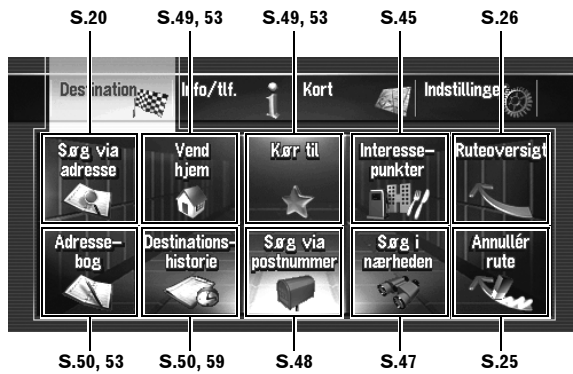 S.20 S.49, 53 S.49, 53 S.45 S.26
Destination Info/tlf. Kort Indstillinger
Søg via
adresse
Vend
hjem
Kør til
Interesse-
punkter
Ruteoversigt
Adresse-
bog
Destinations-
historie
Søg via
postnummer
Søg i
nærheden
Annullér
rute
S.50, 53 S.50, 59 S.48 S.47 S.25